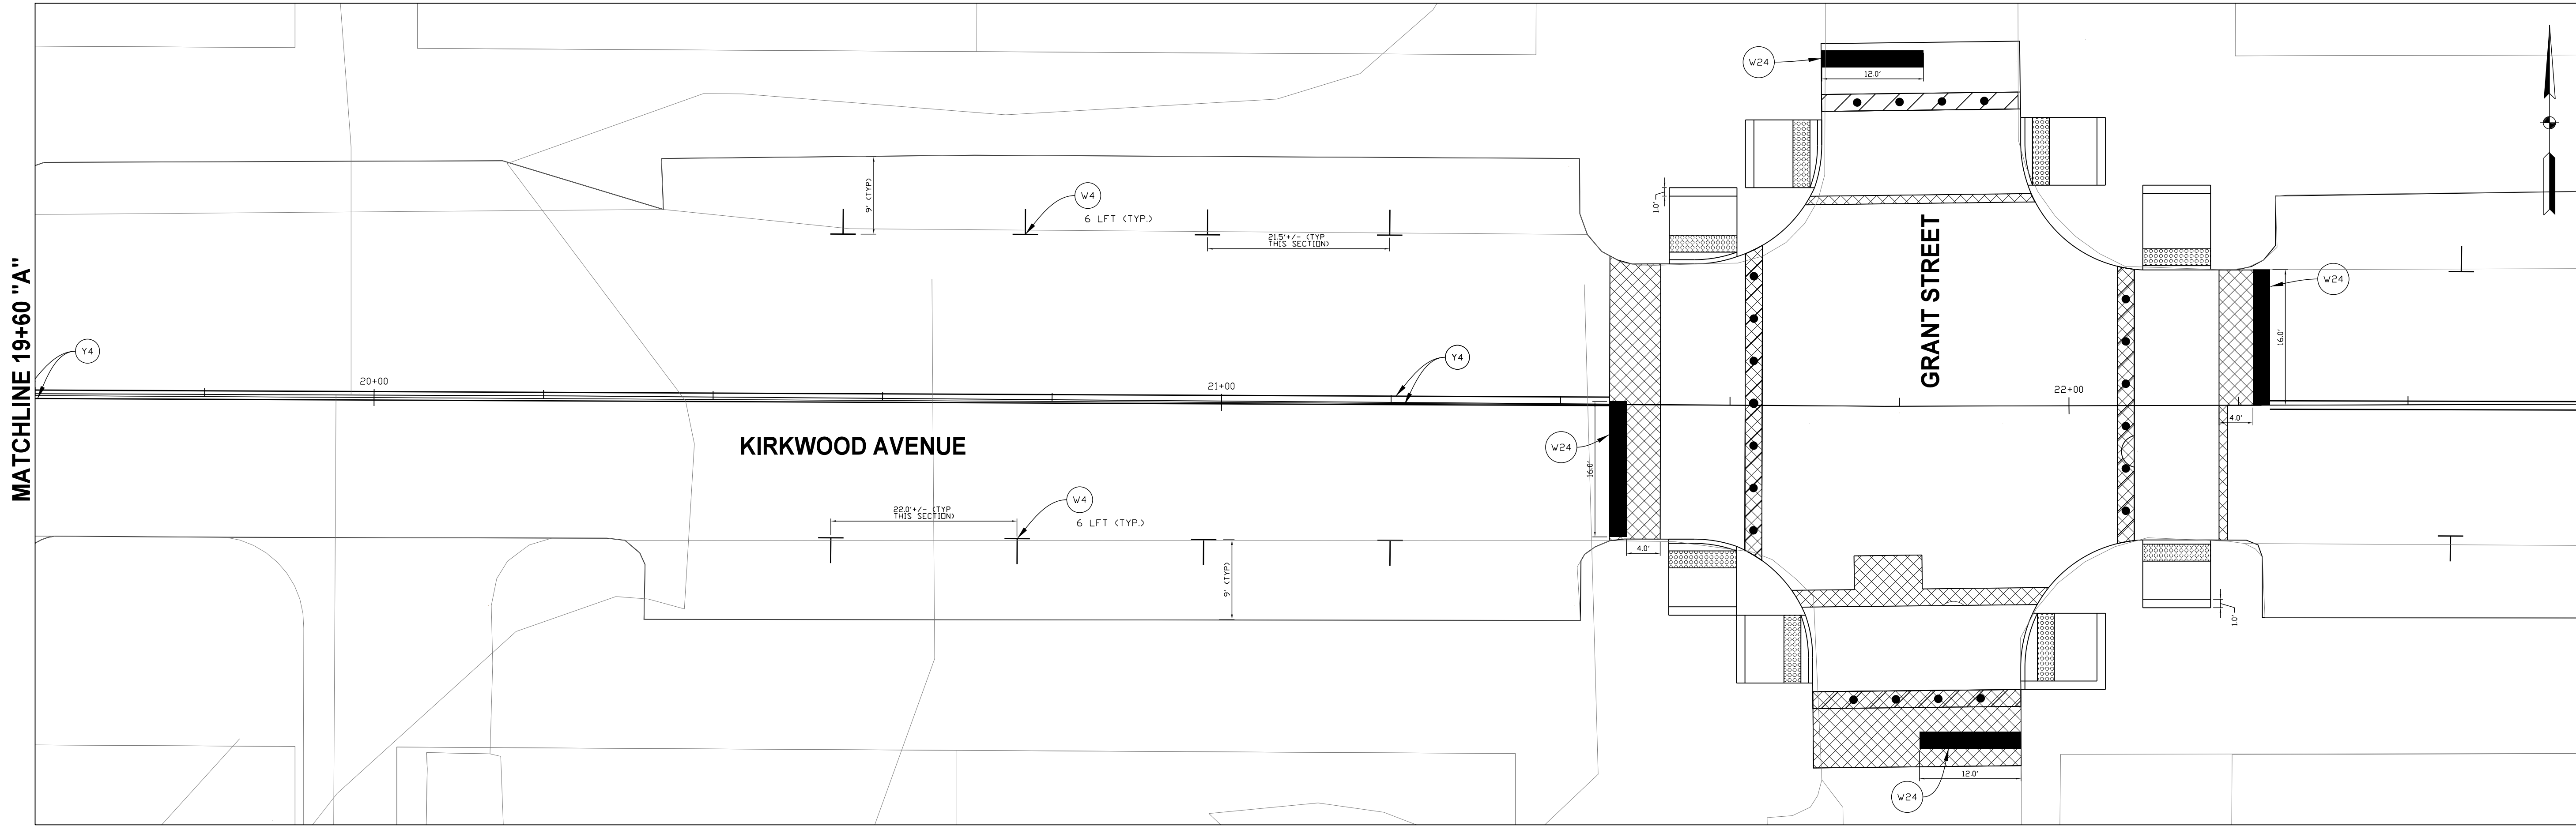 W24
12.0'
9' (TYP)
W4
6 LFT (TYP.)
21.5'+/- (TYP
THIS SECTION)
1.0'
GRANT STREET
W24
16.0'
MATCHLINE 19+60 "A"
Y4
20+00
21+00
Y4
22+00
4.0'
KIRKWOOD AVENUE
W24
16.0'
22.0'+/- (TYP
THIS SECTION)
W4
6 LFT (TYP.)
9' (TYP)
4.0'
1.0'
12.0'
W24